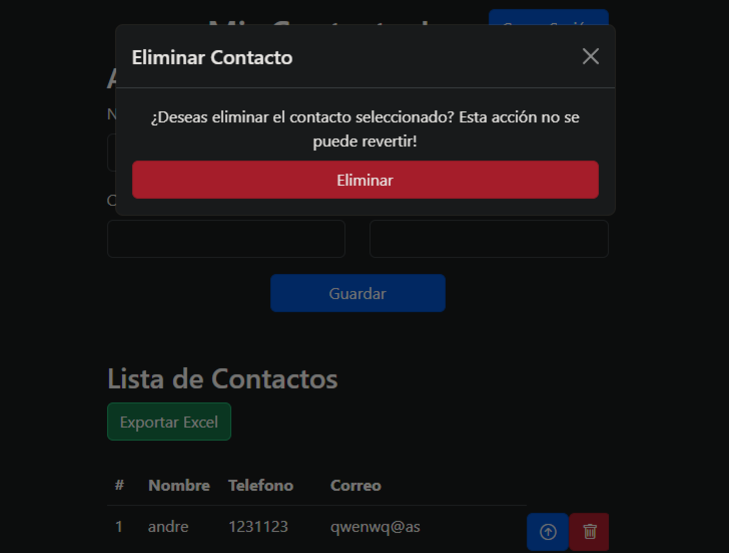 Eliminar Contacto
¿Deseas eliminar el contacto seleccionado? Esta acción no se
puede revertir!
Eliminar
Guardar
Lista de Contactos
Exportar Excel
# Nombre Telefono Correo
1 andre 1231123 qwenwq@as